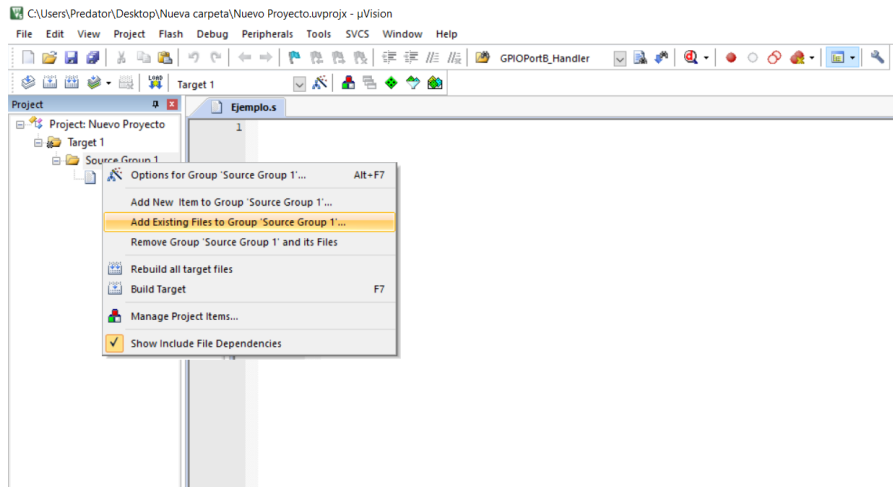 C:\Users\Predator\Desktop\Nueva carpeta\Nuevo Proyecto.uvprojx - µVision
File Edit View Project Flash Debug Peripherals Tools SVCS Window Help
GPIOPortB_Handler
LOAD Target 1
Project
Ejemplo.s
Project: Nuevo Proyecto
1
Target 1
Source Group 1
Options for Group 'Source Group 1'... Alt+F7
Add New Item to Group 'Source Group 1'...
Add Existing Files to Group 'Source Group 1'...
Remove Group 'Source Group 1' and its Files
Rebuild all target files
Build Target F7
Manage Project Items...
Show Include File Dependencies